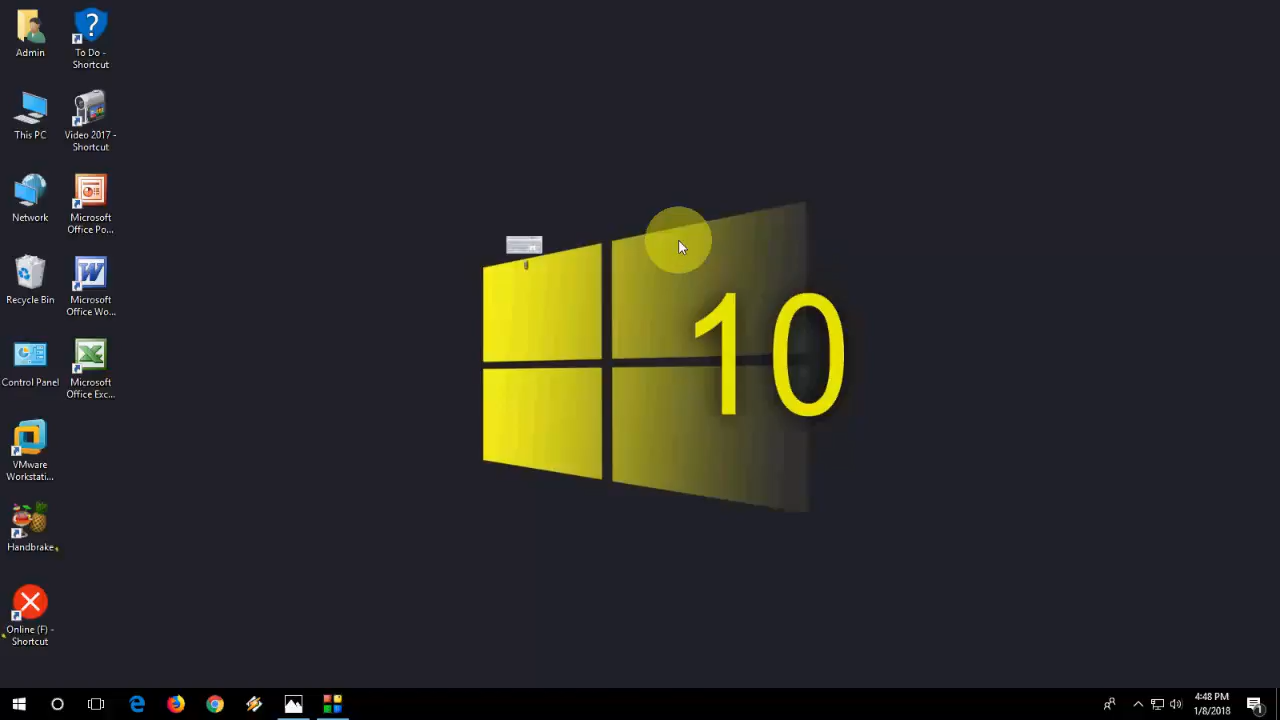 Admin
To Do -
Shortcut
This PC
Video 2017 -
Shortcut
Network
Microsoft
Office Po...
Recycle Bin
Microsoft
Office Wo...
Control Panel
Microsoft
Office Exc...
VMware
Workstati...
Handbrake
Online (F) -
Shortcut
10
4:48 PM
1/8/2018
1